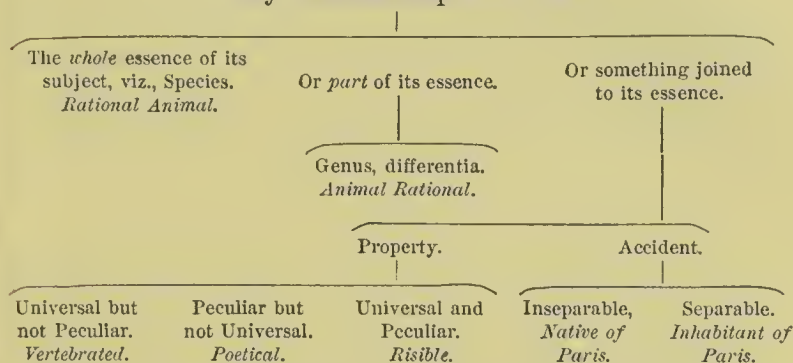 The whole essence of its
subject, viz., Species.
Rational Animal.
Or part of its essence.
Or something joined
to its essence.
Genus, differentia.
Animal Rational.
Property.
Accident.
Universal but
not Peculiar.
Vertebrated.
Peculiar but
not Universal.
Poetical.
Universal and
Peculiar.
Risible.
Inseparable,
Native of
Paris.
Separable.
Inhabitant of
Paris.